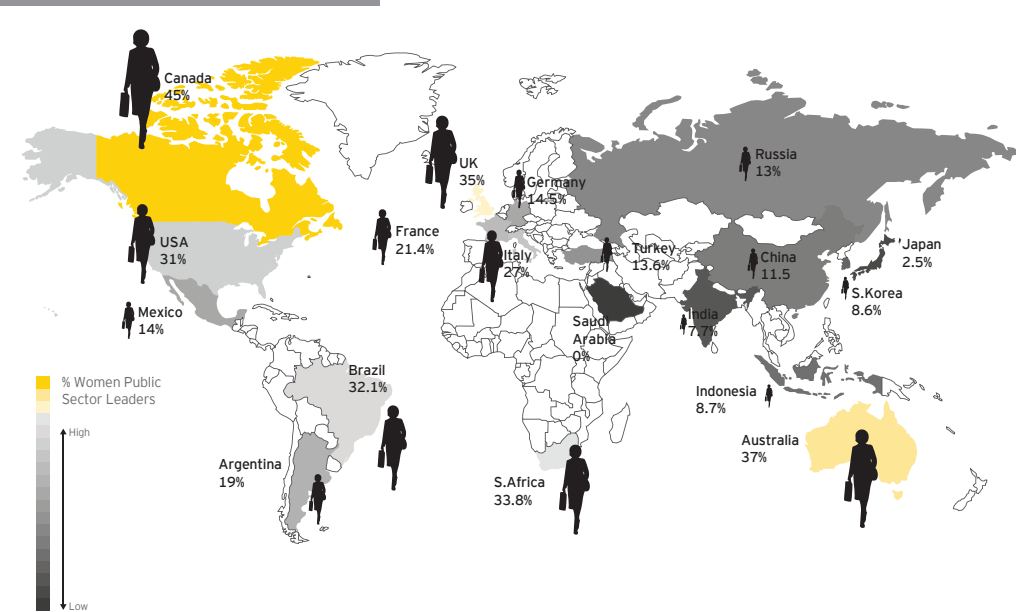 Canada
45%
UK
35%
Germany
14.5%
Russia
13%
France
21.4%
USA
31%
Italy
27%
Turkey
13.6%
China
11.5
Japan
2.5%
S.Korea
8.6%
Mexico
14%
India
7.7%
Saudi
Arabia
0%
Brazil
32.1%
Indonesia
8.7%
Australia
37%
Argentina
19%
S.Africa
33.8%
% Women Public
Sector Leaders
High
Low